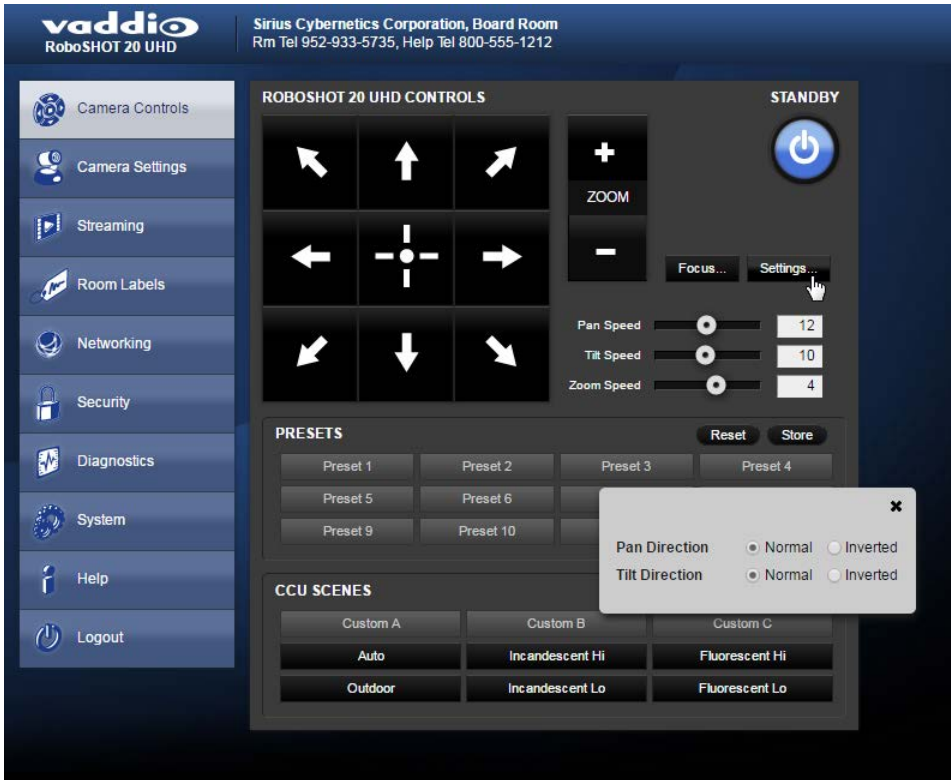 vaddio
RoboSHOT 20 UHD
Sirius Cybernetics Corporation, Board Room
Rm Tel 952-933-5735, Help Tel 800-555-1212
Camera Controls
Camera Settings
Streaming
Room Labels
Networking
Security
Diagnostics
System
Help
Logout
ROBOSHOT 20 UHD CONTROLS
STANDBY
+
ZOOM
-
Focus...
Settings...
Pan Speed 12
Tilt Speed 10
Zoom Speed 4
PRESETS
Reset Store
Preset 1 Preset 2 Preset 3 Preset 4
Preset 5 Preset 6
Preset 9 Preset 10
Pan Direction Normal Inverted
Tilt Direction Normal Inverted
CCU SCENES
Custom A Custom B Custom C
Auto Incandescent Hi Fluorescent Hi
Outdoor Incandescent Lo Fluorescent Lo